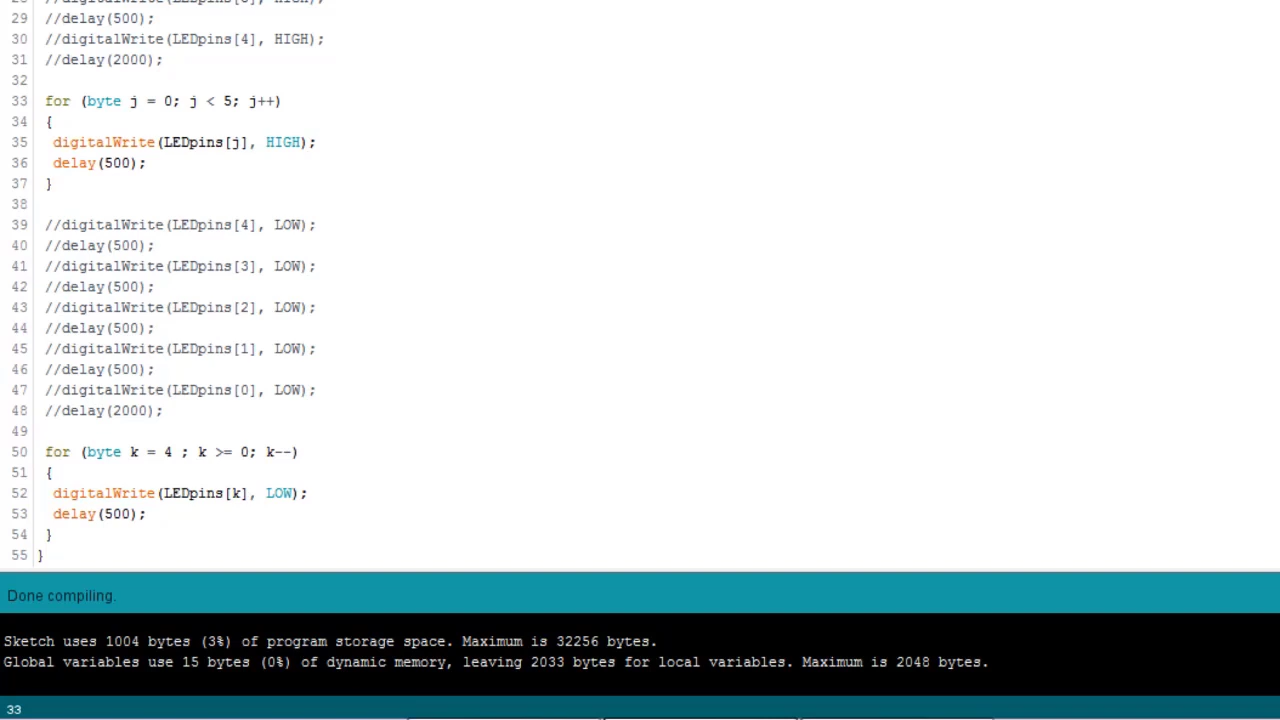 28 //digitalWrite(LEDpins[3], HIGH);
29 //delay(500);
30 //digitalWrite(LEDpins[4], HIGH);
31 //delay(2000);
32
33 for (byte j = 0; j < 5; j++)
34 {
35 digitalWrite(LEDpins[j], HIGH);
36 delay(500);
37 }
38
39 //digitalWrite(LEDpins[4], LOW);
40 //delay(500);
41 //digitalWrite(LEDpins[3], LOW);
42 //delay(500);
43 //digitalWrite(LEDpins[2], LOW);
44 //delay(500);
45 //digitalWrite(LEDpins[1], LOW);
46 //delay(500);
47 //digitalWrite(LEDpins[0], LOW);
48 //delay(2000);
49
50 for (byte k = 4 ; k >= 0; k--)
51 {
52 digitalWrite(LEDpins[k], LOW);
53 delay(500);
54 }
55 }
Done compiling.
Sketch uses 1004 bytes (3%) of program storage space. Maximum is 32256 bytes.
Global variables use 15 bytes (0%) of dynamic memory, leaving 2033 bytes for local variables. Maximum is 2048 bytes.
33